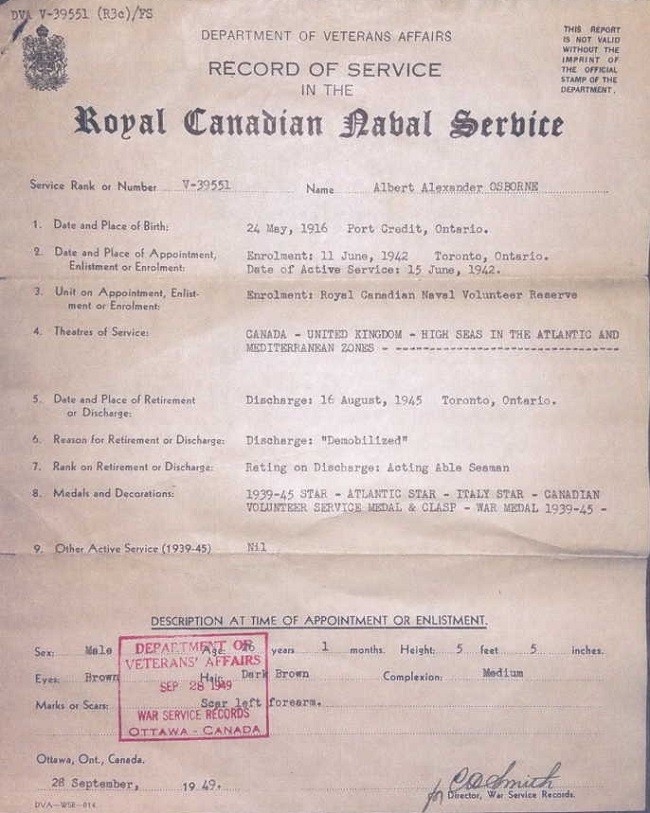 DVA V-39551 (R3c)/FS
DEPARTMENT OF VETERANS AFFAIRS
THIS REPORT
IS NOT VALID
WITHOUT THE
IMPRINT OF
THE OFFICIAL
STAMP OF THE
DEPARTMENT.
RECORD OF SERVICE
IN THE
Royal Canadian Naval Service
Service Rank or Number V-39551 Name Albert Alexander OSBORNE
1. Date and Place of Birth: 24 May, 1916 Port Credit, Ontario.
2. Date and Place of Appointment, Enrolment: 11 June, 1942 Toronto, Ontario.
Enlistment or Enrolment: Date of Active Service: 15 June, 1942.
3. Unit on Appointment, Enlist- Enrolment: Royal Canadian Naval Volunteer Reserve
ment or Enrolment:
4. Theatres of Service: CANADA - UNITED KINGDOM - HIGH SEAS IN THE ATLANTIC AND
MEDITERRANEAN ZONES - --------------------------------
5. Date and Place of Retirement Discharge: 16 August, 1945 Toronto, Ontario.
or Discharge:
6. Reason for Retirement or Discharge: Discharge: "Demobilized"
7. Rank on Retirement or Discharge: Rating on Discharge: Acting Able Seaman
8. Medals and Decorations: 1939-45 STAR - ATLANTIC STAR - ITALY STAR - CANADIAN
VOLUNTEER SERVICE MEDAL & CLASP - WAR MEDAL 1939-45 -
9. Other Active Service (1939-45) Nil
DESCRIPTION AT TIME OF APPOINTMENT OR ENLISTMENT.
Sex: Male Age: 26 years 1 months. Height: 5 feet 5 inches.
Eyes: Brown Hair: Dark Brown Complexion: Medium
Marks or Scars: Scar left forearm.
DEPARTMENT OF
VETERANS' AFFAIRS
SEP 28 1949
WAR SERVICE RECORDS
OTTAWA - CANADA
Ottawa, Ont., Canada.
28 September, 1949.
for C A Smith
Director, War Service Records.
DVA-WSR-614